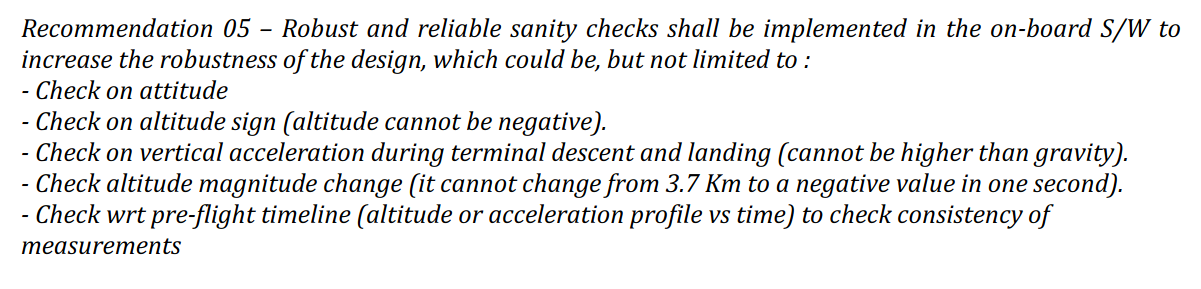 Recommendation 05 – Robust and reliable sanity checks shall be implemented in the on-board S/W to
increase the robustness of the design, which could be, but not limited to :
- Check on attitude
- Check on altitude sign (altitude cannot be negative).
- Check on vertical acceleration during terminal descent and landing (cannot be higher than gravity).
- Check altitude magnitude change (it cannot change from 3.7 Km to a negative value in one second).
- Check wrt pre-flight timeline (altitude or acceleration profile vs time) to check consistency of
measurements